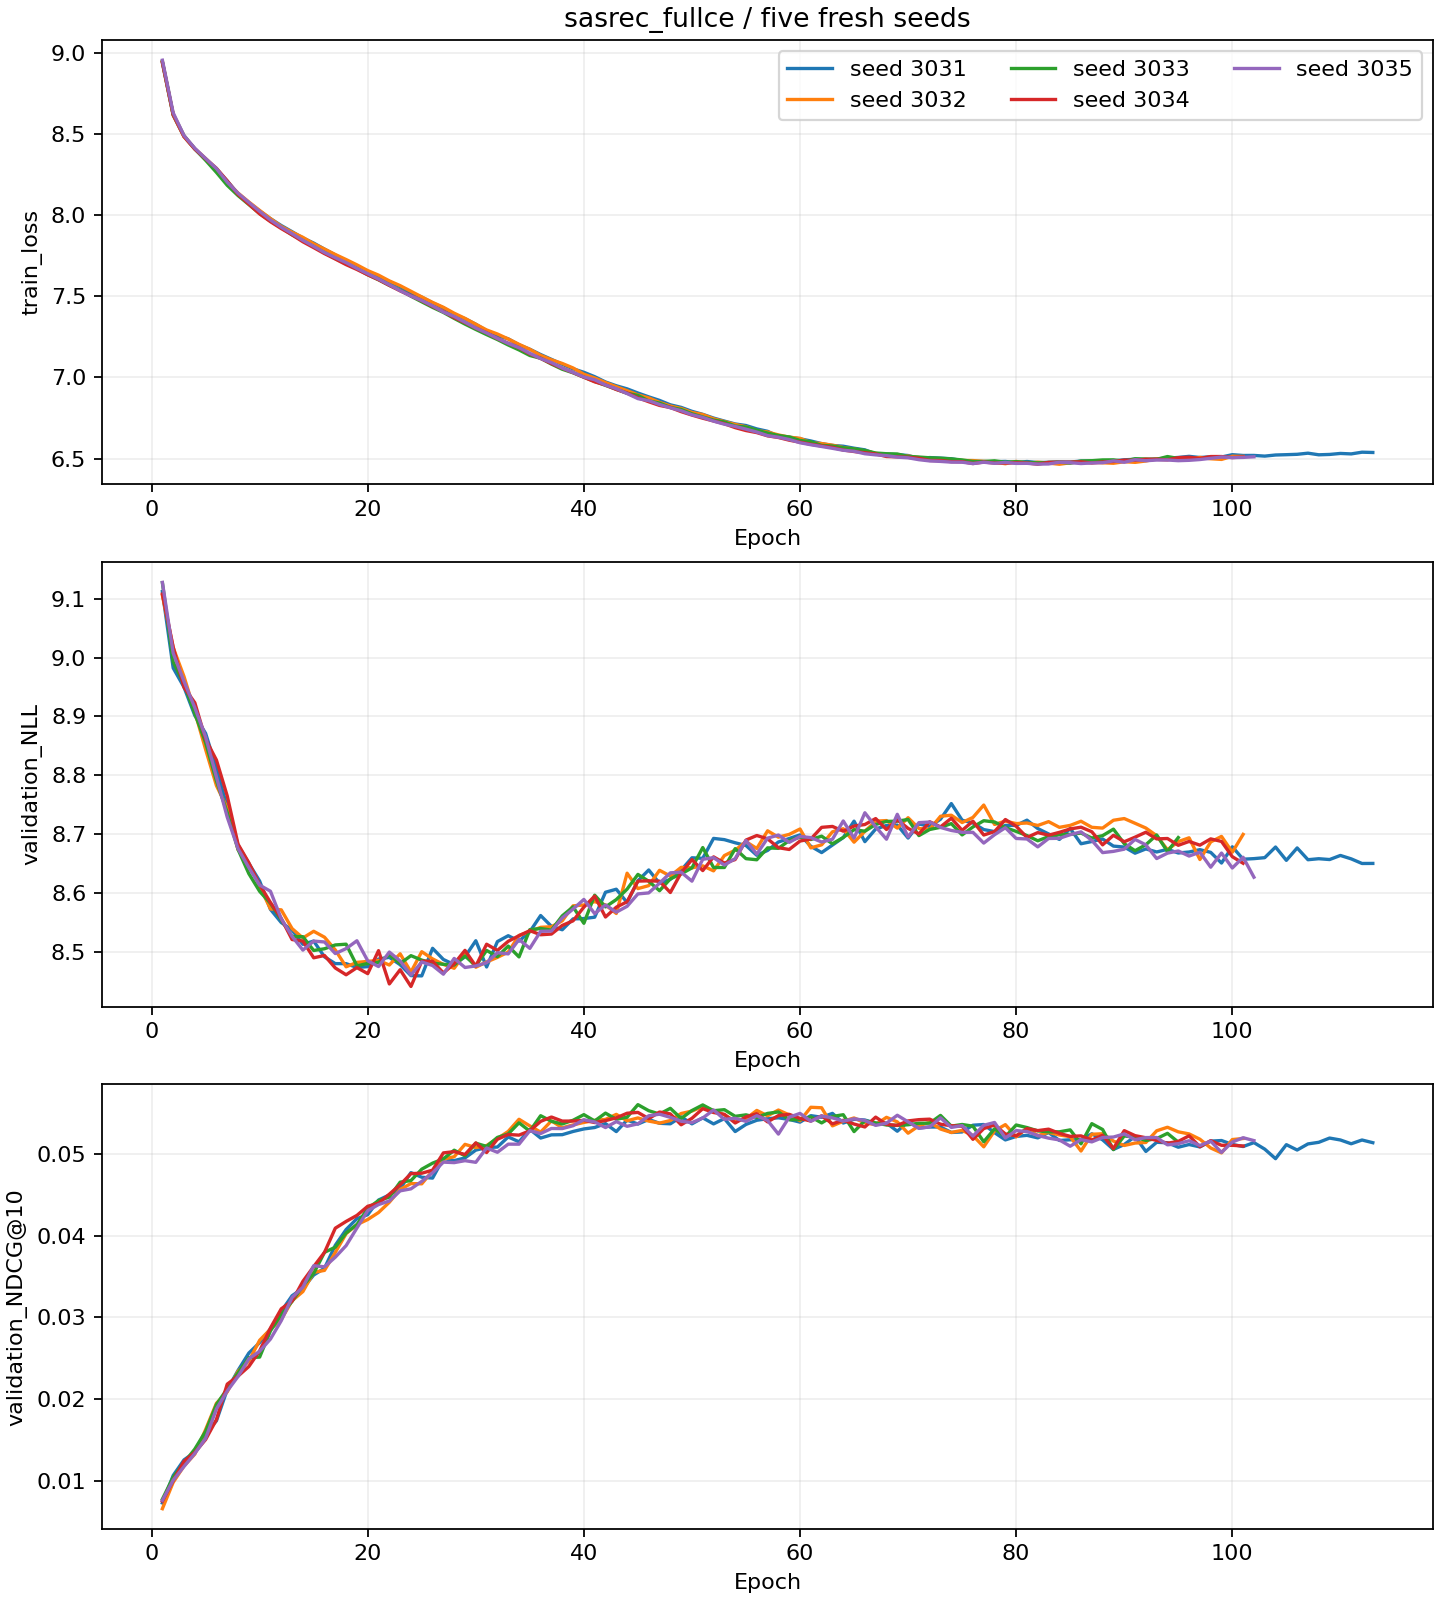 sasrec_fullce / five fresh seeds
seed 3031
seed 3032
seed 3033
seed 3034
seed 3035
train_loss
9.0
8.5
8.0
7.5
7.0
6.5
0 20 40 60 80 100
Epoch
validation_NLL
9.1
9.0
8.9
8.8
8.7
8.6
8.5
0 20 40 60 80 100
Epoch
validation_NDCG@10
0.05
0.04
0.03
0.02
0.01
0 20 40 60 80 100
Epoch